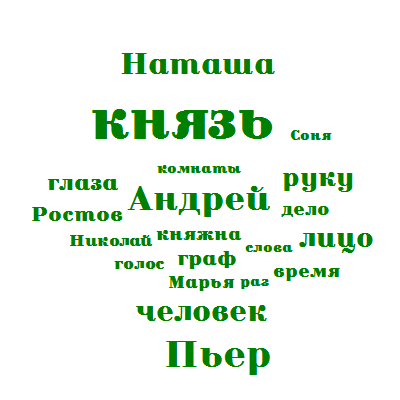 Наташа
князь Соня
комнаты
глаза Андрей руку
Ростов дело
Николай княжна слова лицо
голос граф время
Марья раз
человек
Пьер